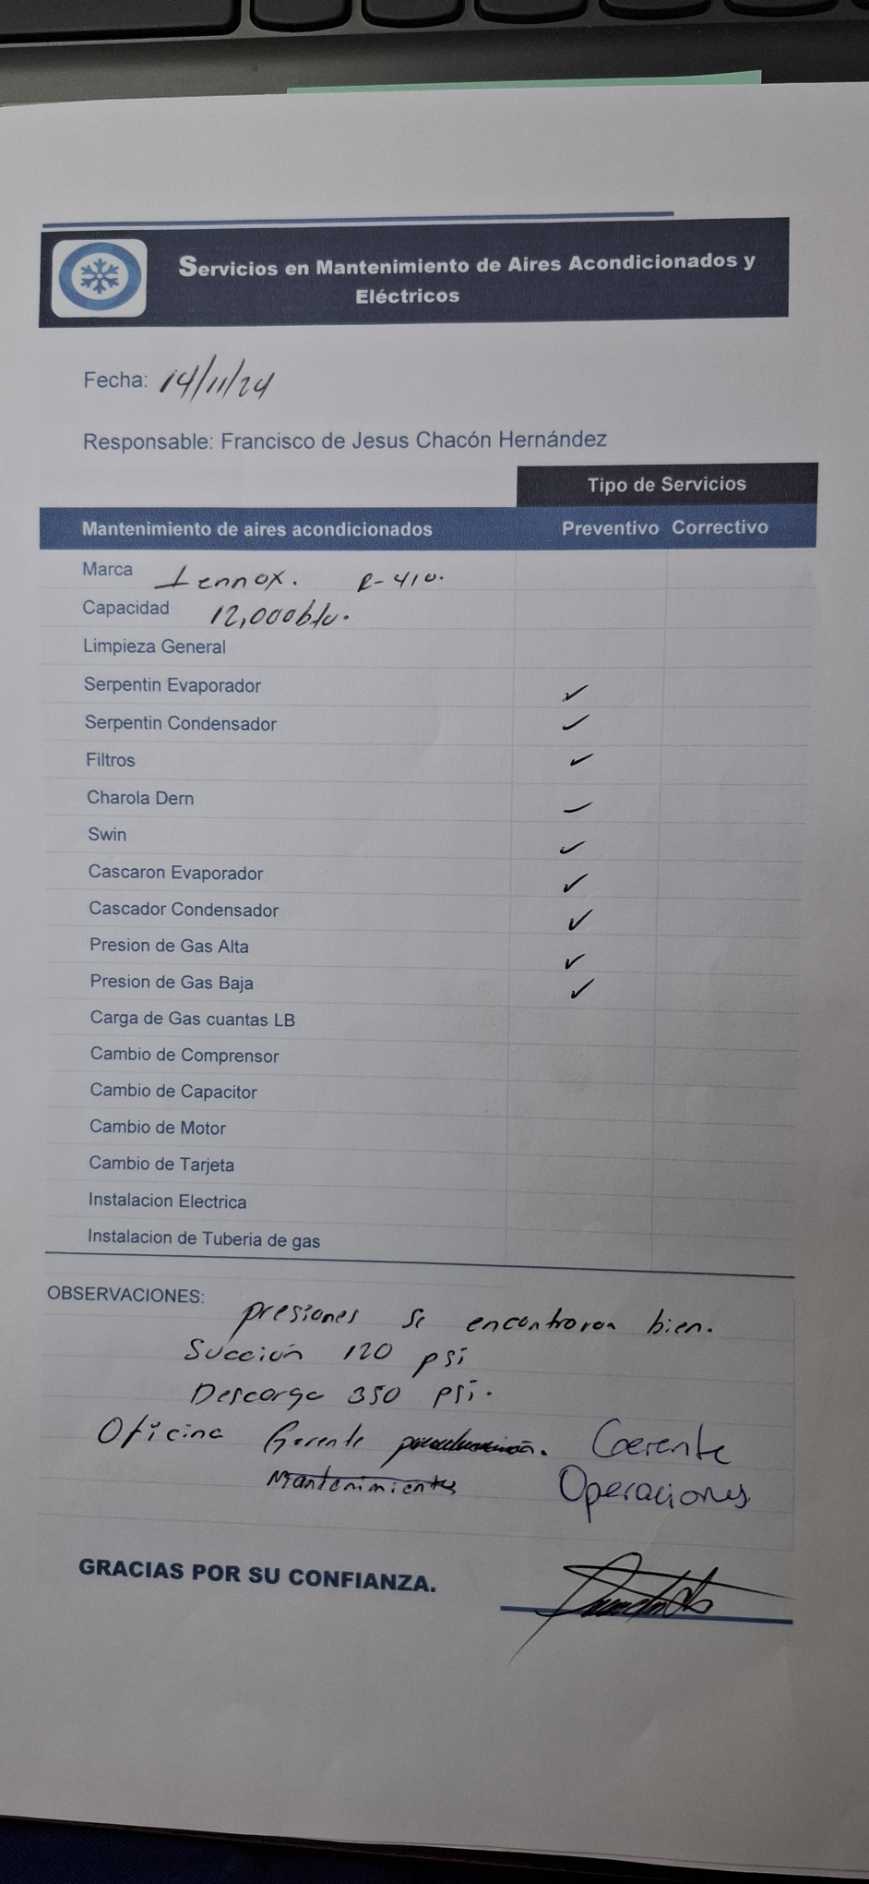 Servicios en Mantenimiento de Aires Acondicionados y
Eléctricos
Fecha: 14/11/24
Responsable: Francisco de Jesus Chacón Hernández
Tipo de Servicios
Mantenimiento de aires acondicionados Preventivo Correctivo
Marca Lennox. R-410.
Capacidad 12,000btu.
Limpieza General
Serpentin Evaporador ✓
Serpentin Condensador ✓
Filtros ✓
Charola Dern ✓
Swin ✓
Cascaron Evaporador ✓
Cascador Condensador ✓
Presion de Gas Alta ✓
Presion de Gas Baja ✓
Carga de Gas cuantas LB
Cambio de Comprensor
Cambio de Capacitor
Cambio de Motor
Cambio de Tarjeta
Instalacion Electrica
Instalacion de Tuberia de gas
OBSERVACIONES: presiones se encontraron bien.
Succión 120 psi
Descarga 350 psi.
Oficina Gerente Gerente
Mantenimientos Operaciones
GRACIAS POR SU CONFIANZA.